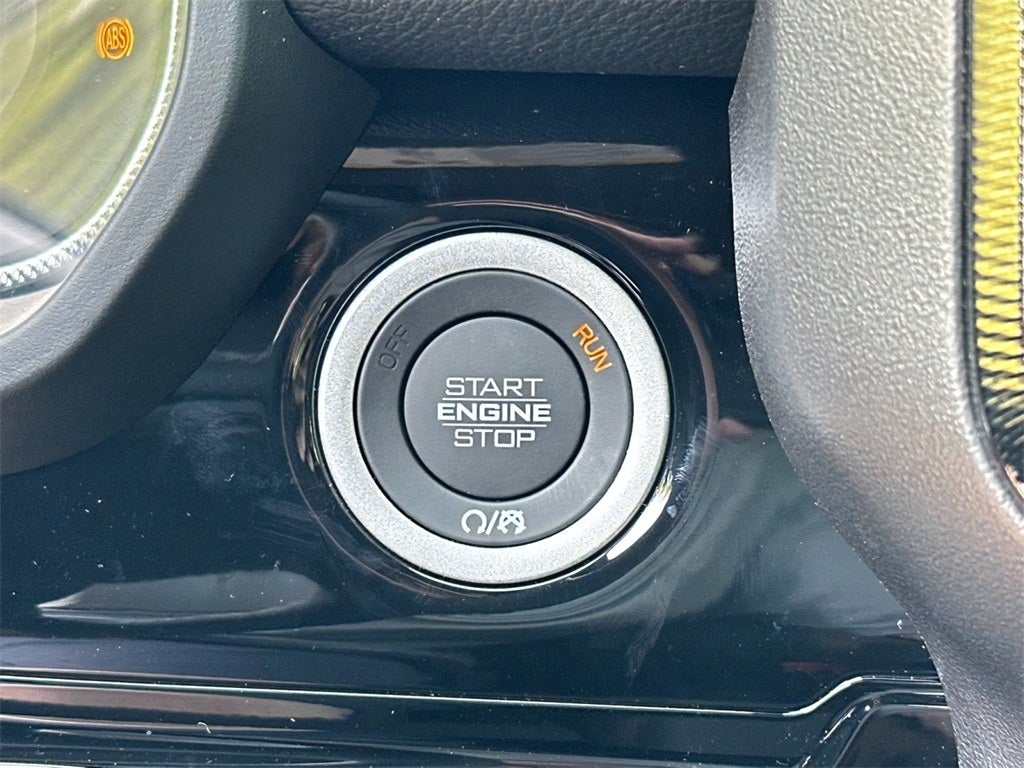 ABS
OFF
RUN
START
ENGINE
STOP